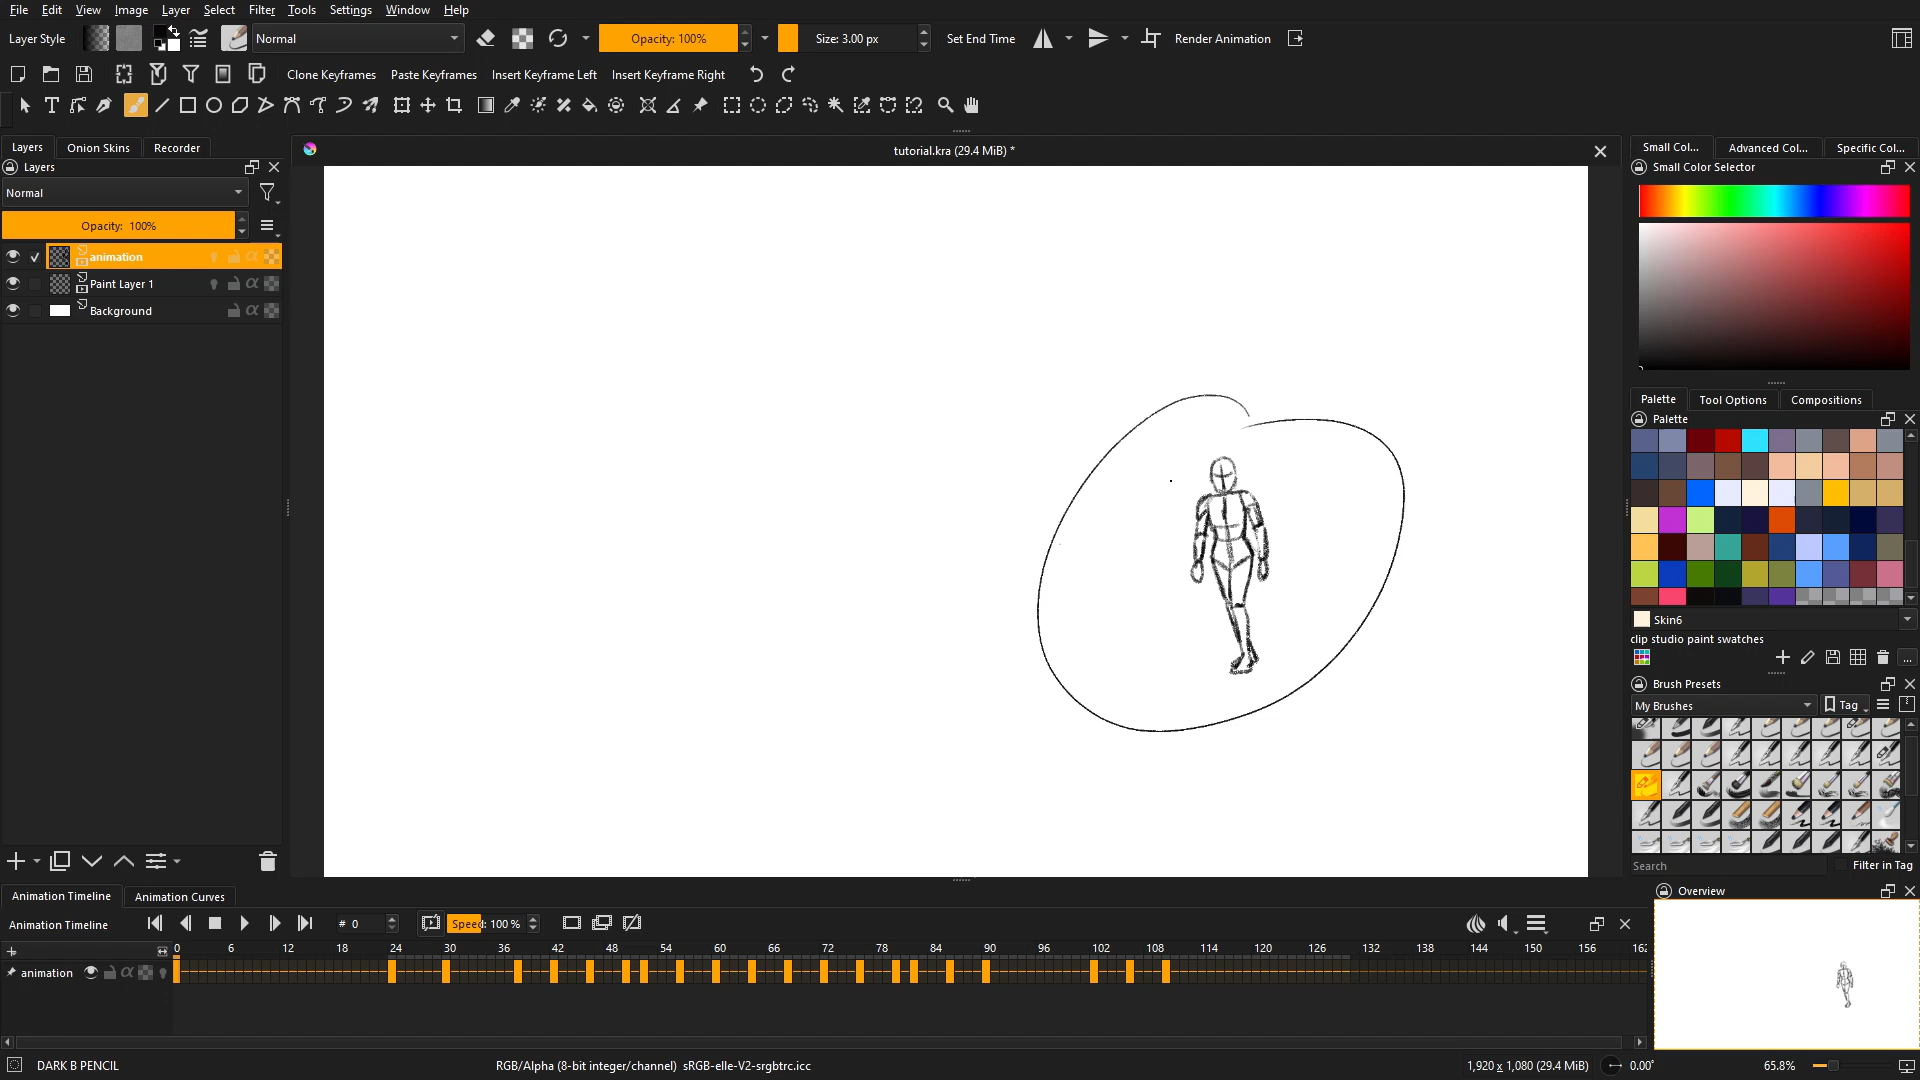 File Edit View Image Layer Select Filter Tools Settings Window Help
Layer Style Normal Opacity: 100% Size: 3.00 px Set End Time Render Animation
Clone Keyframes Paste Keyframes Insert Keyframe Left Insert Keyframe Right
Layers Onion Skins Recorder
tutorial.kra (29.4 MiB) *
Small Col... Advanced Col... Specific Col...
Layers
Small Color Selector
Normal
Opacity: 100%
animation
Paint Layer 1
Background
Palette Tool Options Compositions
Palette
Skin6
clip studio paint swatches
...
Brush Presets
My Brushes Tag
Search Filter in Tag
Animation Timeline Animation Curves
Overview
Animation Timeline # 0 Speed: 100 %
0 6 12 18 24 30 36 42 48 54 60 66 72 78 84 90 96 102 108 114 120 126 132 138 144 150 156 162
animation
DARK B PENCIL RGB/Alpha (8-bit integer/channel) sRGB-elle-V2-srgbtrc.icc 1,920 x 1,080 (29.4 MiB) 0.00° 65.8%